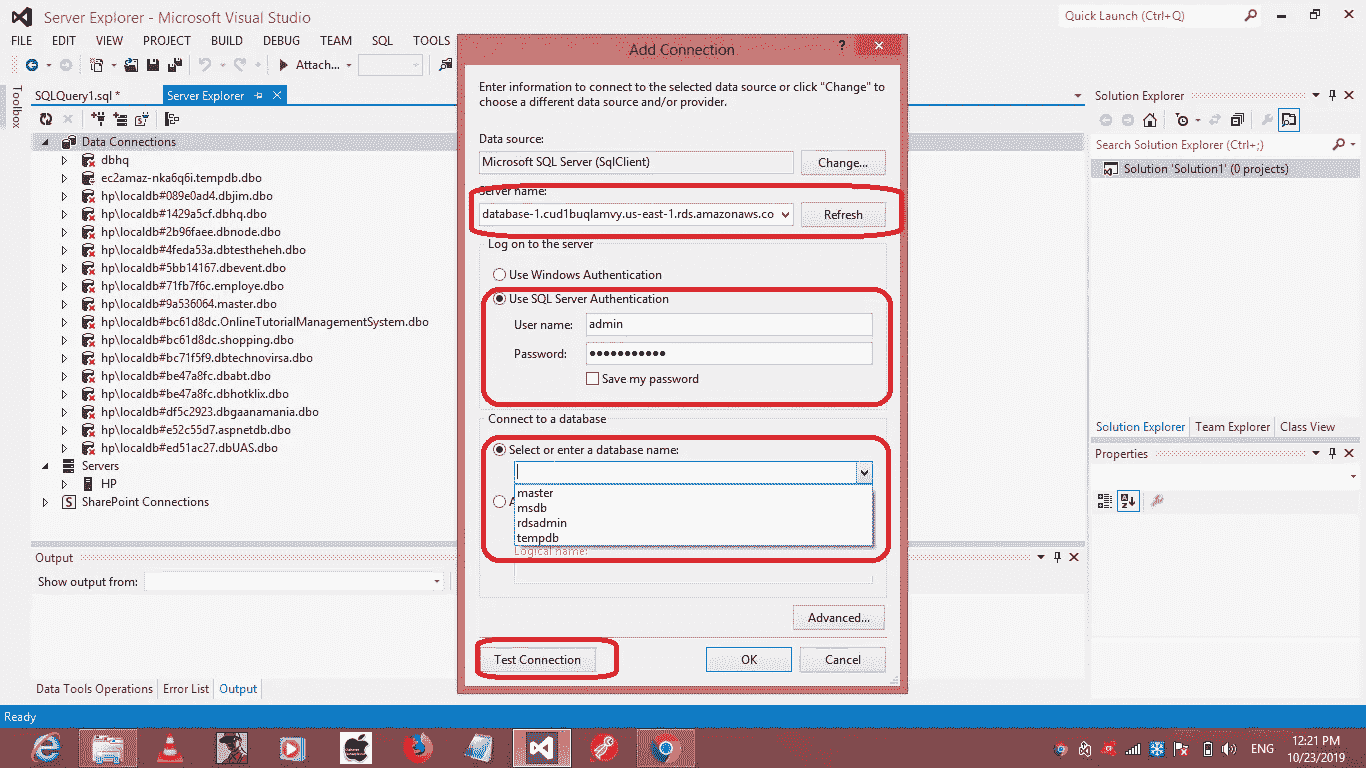 Server Explorer - Microsoft Visual Studio
Quick Launch (Ctrl+Q)
FILE EDIT VIEW PROJECT BUILD DEBUG TEAM SQL TOOLS
Attach...
Toolbox
SQLQuery1.sql *
Server Explorer
Data Connections
dbhq
ec2amaz-nka6q6i.tempdb.dbo
hp\localdb#089e0ad4.dbjim.dbo
hp\localdb#1429a5cf.dbhq.dbo
hp\localdb#2b96faee.dbnode.dbo
hp\localdb#4feda53a.dbtesteheh.dbo
hp\localdb#5bb14167.dbevent.dbo
hp\localdb#71fb7f6c.employe.dbo
hp\localdb#9a536064.master.dbo
hp\localdb#bc61d8dc.OnlineTutorialManagementSystem.dbo
hp\localdb#bc61d8dc.shopping.dbo
hp\localdb#bc71f5f9.dbtechnovirsa.dbo
hp\localdb#be47a8fc.dbabt.dbo
hp\localdb#be47a8fc.dbhotklix.dbo
hp\localdb#df5c2923.dbgaanamania.dbo
hp\localdb#e52c55d7.aspnetdb.dbo
hp\localdb#ed51ac27.dbUAS.dbo
Servers
HP
SharePoint Connections
Output
Show output from:
Data Tools Operations Error List Output
Add Connection
?
Enter information to connect to the selected data source or click "Change" to
choose a different data source and/or provider.
Data source:
Microsoft SQL Server (SqlClient)
Change...
Server name:
database-1.cud1buqlamvy.us-east-1.rds.amazonaws.co
Refresh
Log on to the server
Use Windows Authentication
Use SQL Server Authentication
User name:
admin
Password:
Save my password
Connect to a database
Select or enter a database name:
master
msdb
rdsadmin
tempdb
Logical name:
Advanced...
Test Connection
OK
Cancel
Solution Explorer
Search Solution Explorer (Ctrl+;)
Solution 'Solution1' (0 projects)
Solution Explorer Team Explorer Class View
Properties
Ready
ENG
12:21 PM
10/23/2019